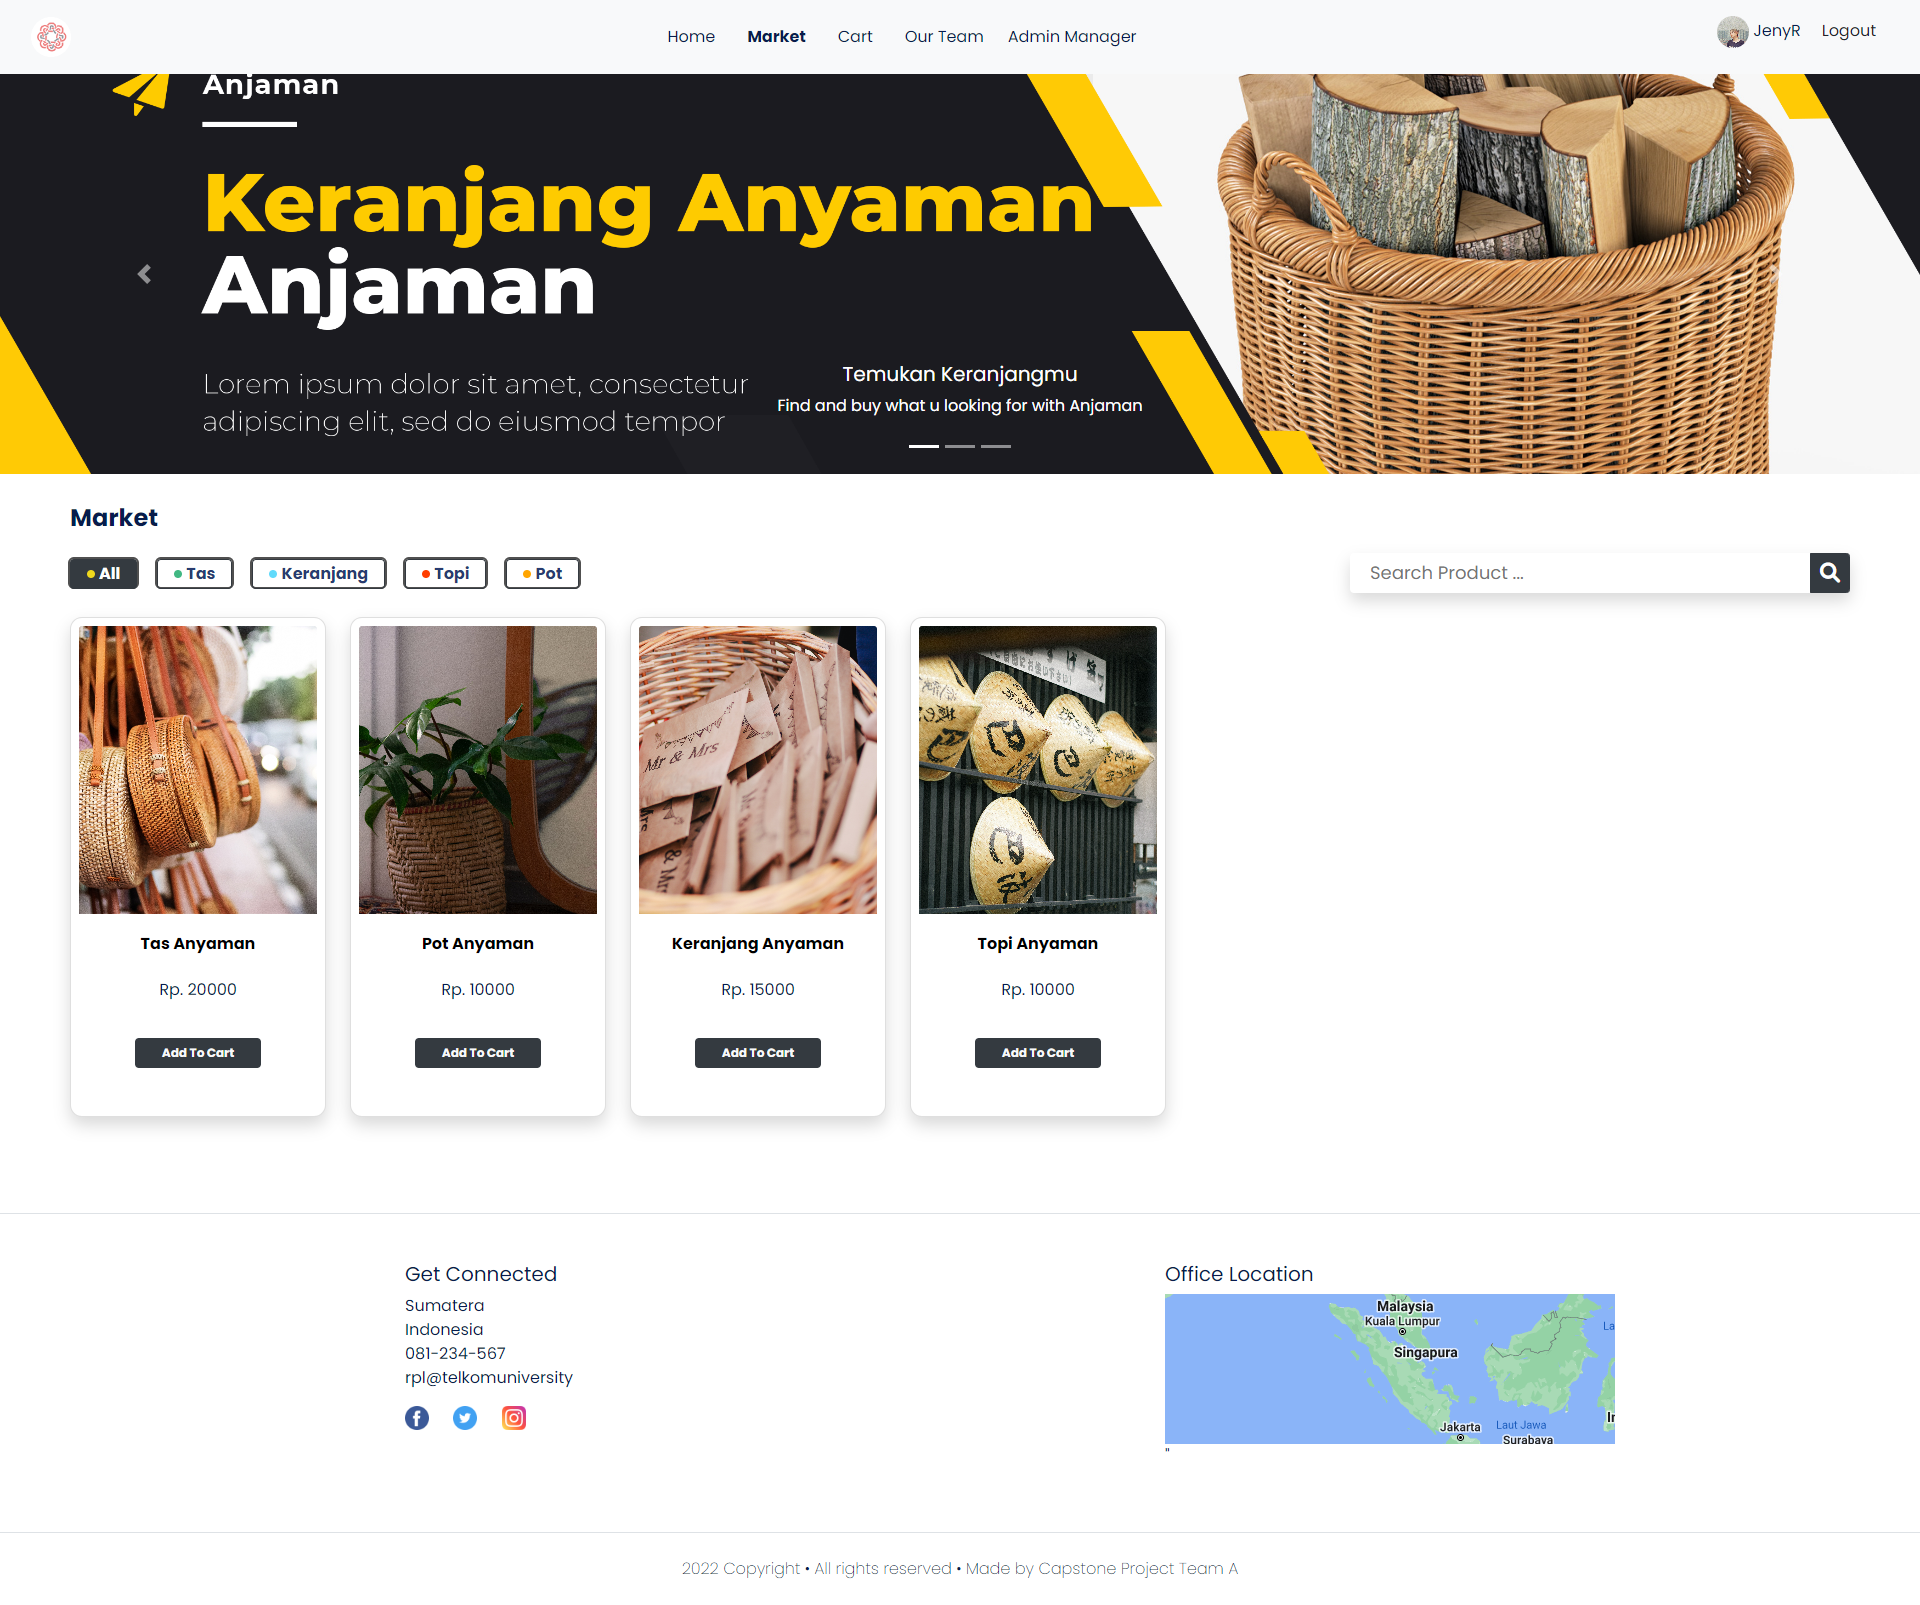 Home Market Cart Our Team Admin Manager
JenyR Logout
Anjaman
Keranjang Anyaman
Anjaman
Lorem ipsum dolor sit amet, consectetur
adipiscing elit, sed do eiusmod tempor
Temukan Keranjangmu
Find and buy what u looking for with Anjaman
Market
All Tas Keranjang Topi Pot
Search Product ...
Mr & Mrs
Tas Anyaman
Rp. 20000
Add To Cart
Pot Anyaman
Rp. 10000
Add To Cart
Keranjang Anyaman
Rp. 15000
Add To Cart
Topi Anyaman
Rp. 10000
Add To Cart
Get Connected
Sumatera
Indonesia
081-234-567
rpl@telkomuniversity
Office Location
Malaysia
Kuala Lumpur
Singapura
Jakarta
Laut Jawa
Surabaya
"
2022 Copyright • All rights reserved • Made by Capstone Project Team A